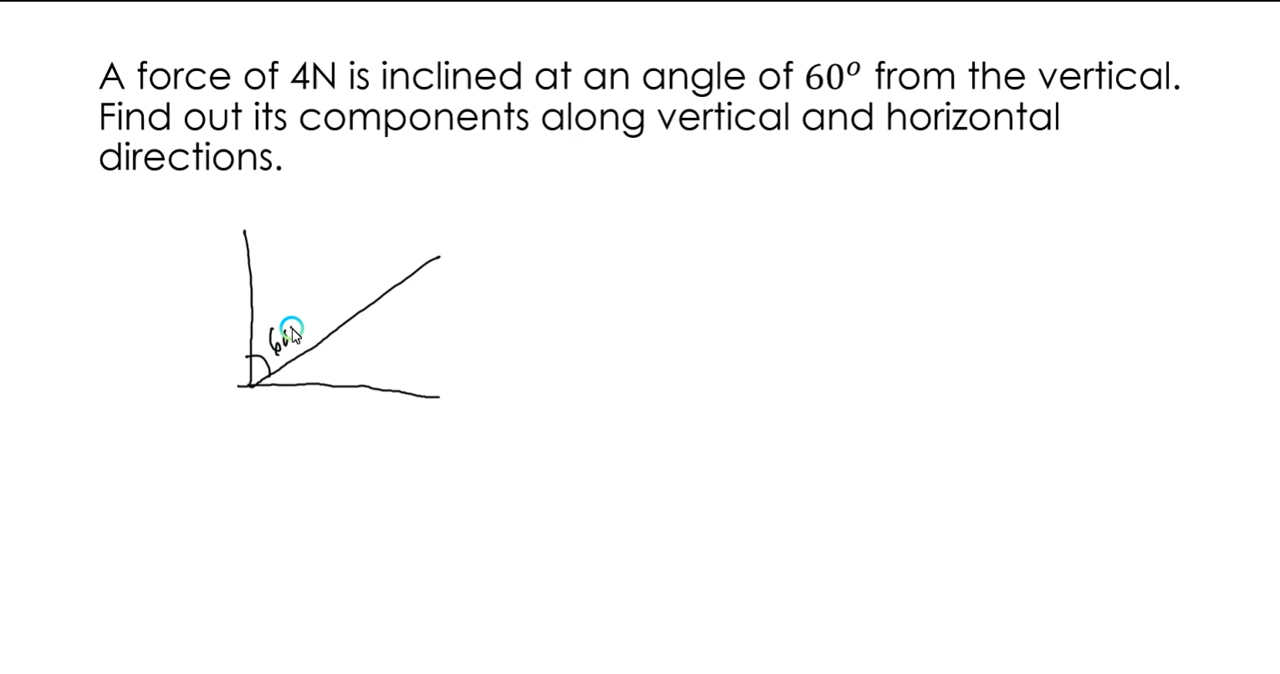 A force of 4N is inclined at an angle of 60⁰ from the vertical.
Find out its components along vertical and horizontal
directions.
60